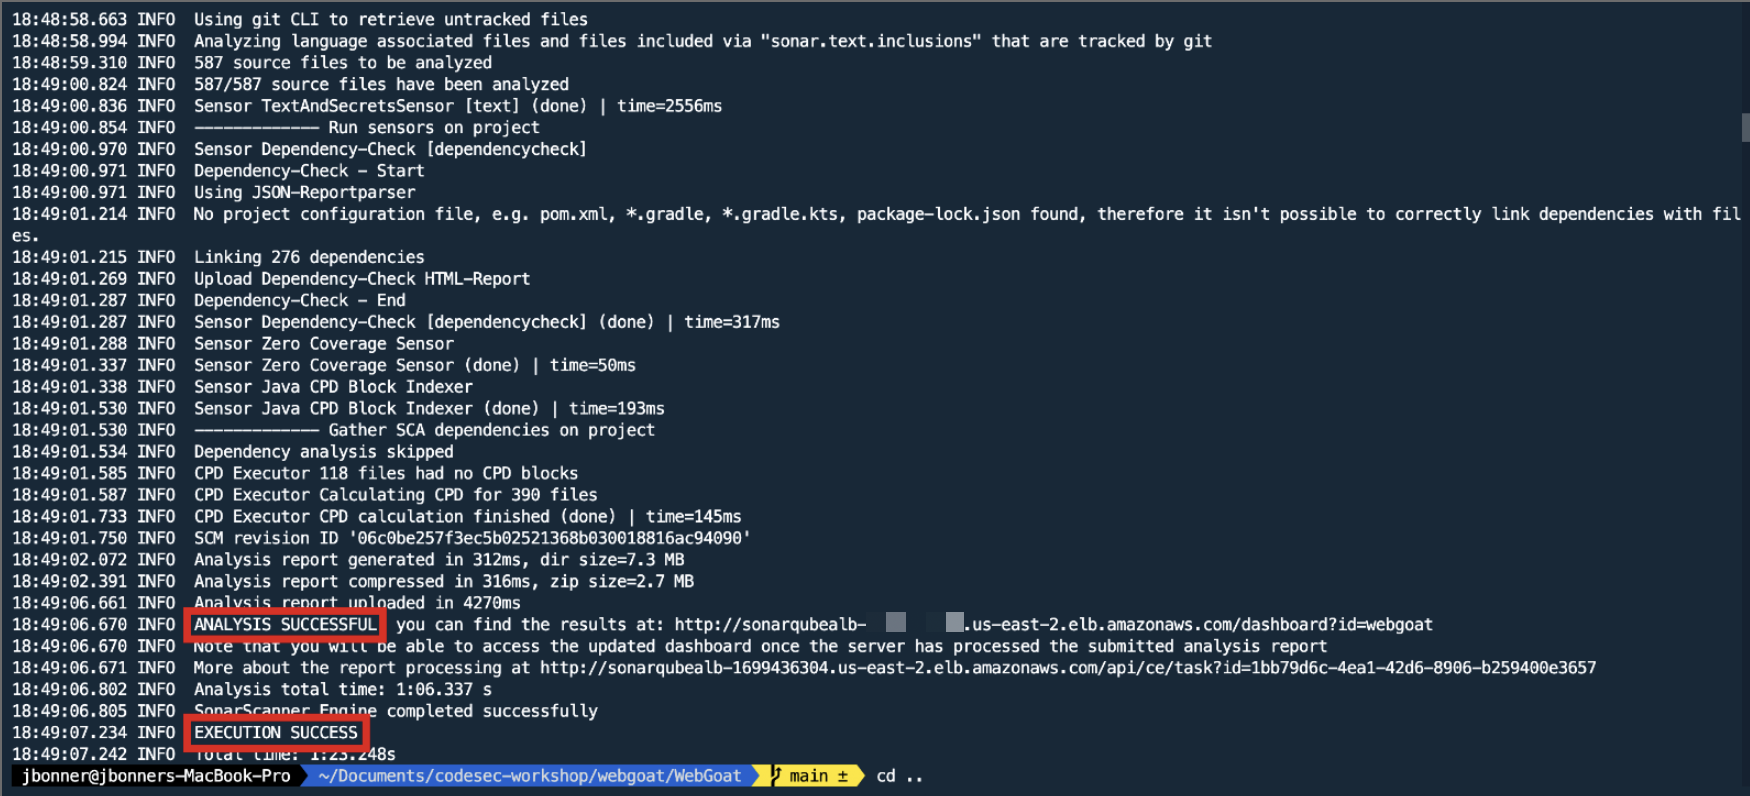 18:48:58.663 INFO  Using git CLI to retrieve untracked files
18:48:58.994 INFO  Analyzing language associated files and files included via "sonar.text.inclusions" that are tracked by git
18:48:59.310 INFO  587 source files to be analyzed
18:49:00.824 INFO  587/587 source files have been analyzed
18:49:00.836 INFO  Sensor TextAndSecretsSensor [text] (done) | time=2556ms
18:49:00.854 INFO  ------------- Run sensors on project
18:49:00.970 INFO  Sensor Dependency-Check [dependencycheck]
18:49:00.971 INFO  Dependency-Check - Start
18:49:00.971 INFO  Using JSON-Reportparser
18:49:01.214 INFO  No project configuration file, e.g. pom.xml, *.gradle, *.gradle.kts, package-lock.json found, therefore it isn't possible to correctly link dependencies with fil
es.
18:49:01.215 INFO  Linking 276 dependencies
18:49:01.269 INFO  Upload Dependency-Check HTML-Report
18:49:01.287 INFO  Dependency-Check - End
18:49:01.287 INFO  Sensor Dependency-Check [dependencycheck] (done) | time=317ms
18:49:01.288 INFO  Sensor Zero Coverage Sensor
18:49:01.337 INFO  Sensor Zero Coverage Sensor (done) | time=50ms
18:49:01.338 INFO  Sensor Java CPD Block Indexer
18:49:01.530 INFO  Sensor Java CPD Block Indexer (done) | time=193ms
18:49:01.530 INFO  ------------- Gather SCA dependencies on project
18:49:01.534 INFO  Dependency analysis skipped
18:49:01.585 INFO  CPD Executor 118 files had no CPD blocks
18:49:01.587 INFO  CPD Executor Calculating CPD for 390 files
18:49:01.733 INFO  CPD Executor CPD calculation finished (done) | time=145ms
18:49:01.750 INFO  SCM revision ID '06c0be257f3ec5b02521368b030018816ac94090'
18:49:02.072 INFO  Analysis report generated in 312ms, dir size=7.3 MB
18:49:02.391 INFO  Analysis report compressed in 316ms, zip size=2.7 MB
18:49:06.661 INFO  Analysis report uploaded in 4270ms
18:49:06.670 INFO  ANALYSIS SUCCESSFUL you can find the results at: http://sonarqubealb- .us-east-2.elb.amazonaws.com/dashboard?id=webgoat
18:49:06.670 INFO  Note that you will be able to access the updated dashboard once the server has processed the submitted analysis report
18:49:06.671 INFO  More about the report processing at http://sonarqubealb-1699436304.us-east-2.elb.amazonaws.com/api/ce/task?id=1bb79d6c-4ea1-42d6-8906-b259400e3657
18:49:06.802 INFO  Analysis total time: 1:06.337 s
18:49:06.805 INFO  SonarScanner Engine completed successfully
18:49:07.234 INFO  EXECUTION SUCCESS
18:49:07.242 INFO  Total time: 1:23.248s
jbonner@jbonners-MacBook-Pro ~/Documents/codesec-workshop/webgoat/WebGoat main ± cd ..